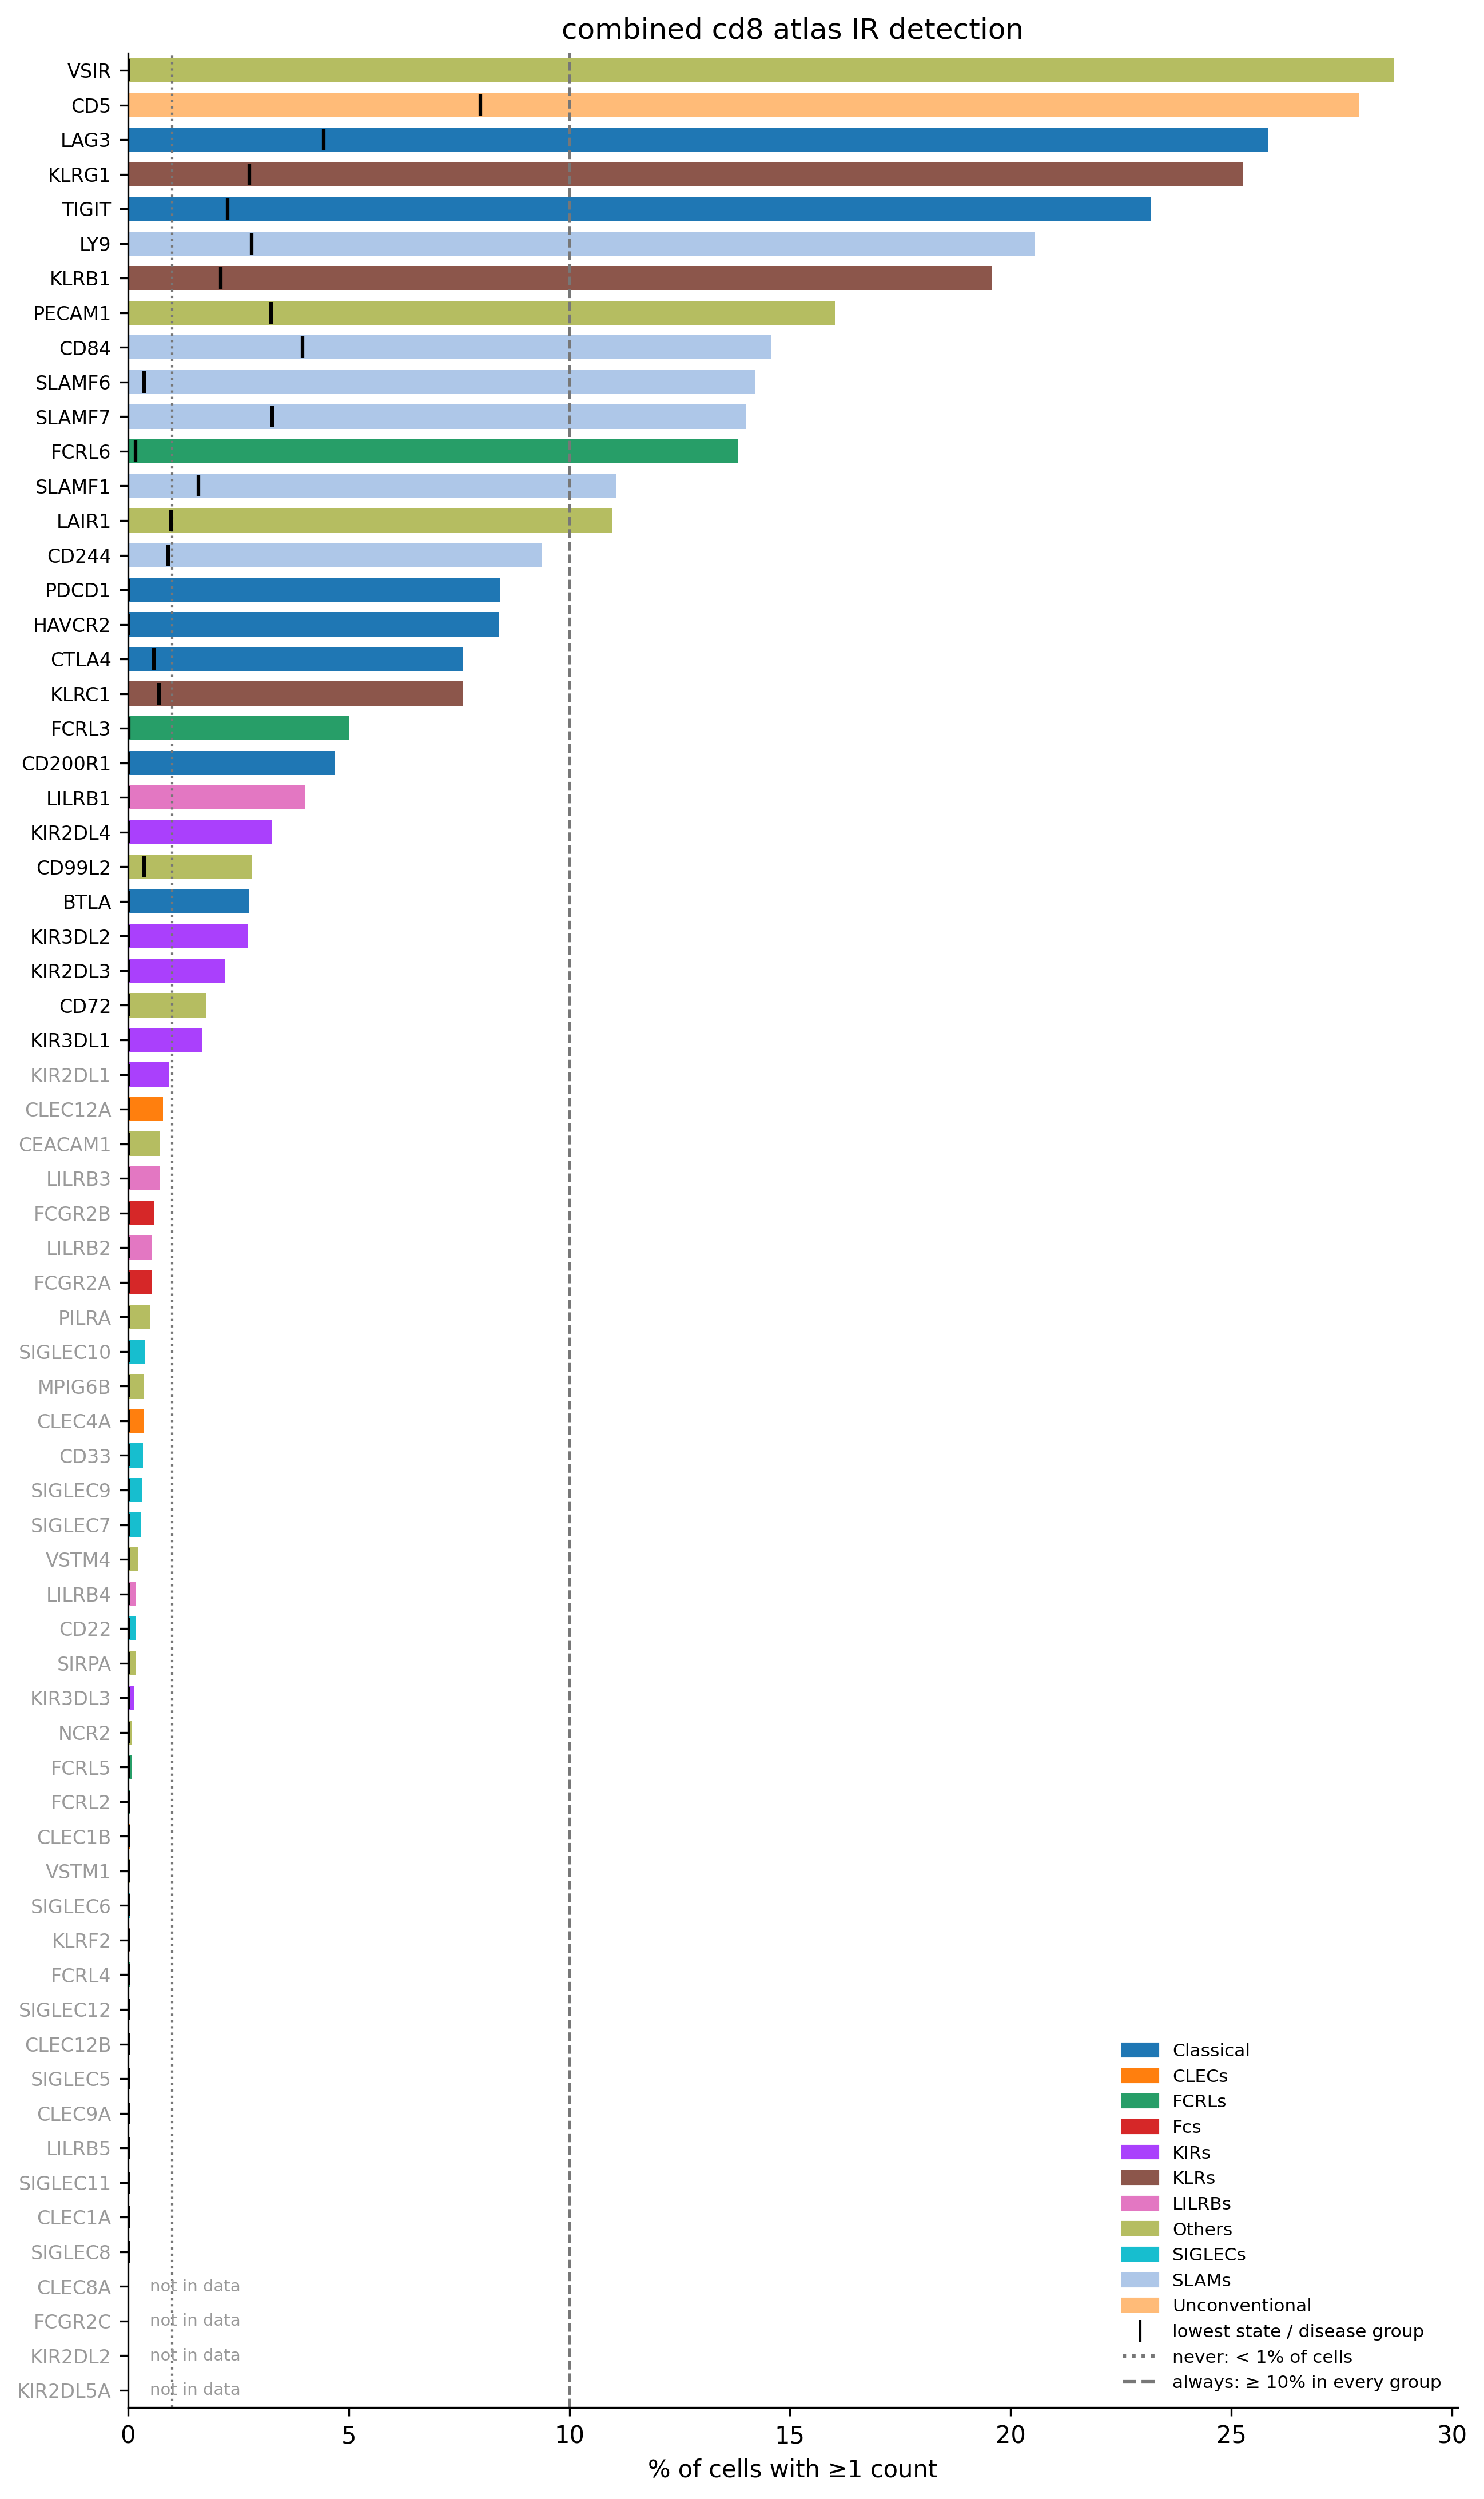 combined cd8 atlas IR detection
VSIR
CD5
LAG3
KLRG1
TIGIT
LY9
KLRB1
PECAM1
CD84
SLAMF6
SLAMF7
FCRL6
SLAMF1
LAIR1
CD244
PDCD1
HAVCR2
CTLA4
KLRC1
FCRL3
CD200R1
LILRB1
KIR2DL4
CD99L2
BTLA
KIR3DL2
KIR2DL3
CD72
KIR3DL1
KIR2DL1
CLEC12A
CEACAM1
LILRB3
FCGR2B
LILRB2
FCGR2A
PILRA
SIGLEC10
MPIG6B
CLEC4A
CD33
SIGLEC9
SIGLEC7
VSTM4
LILRB4
CD22
SIRPA
KIR3DL3
NCR2
FCRL5
FCRL2
CLEC1B
VSTM1
SIGLEC6
KLRF2
FCRL4
SIGLEC12
CLEC12B
SIGLEC5
CLEC9A
LILRB5
SIGLEC11
CLEC1A
SIGLEC8
CLEC8A not in data
FCGR2C not in data
KIR2DL2 not in data
KIR2DL5A not in data
Classical
CLECs
FCRLs
Fcs
KIRs
KLRs
LILRBs
Others
SIGLECs
SLAMs
Unconventional
lowest state / disease group
never: < 1% of cells
always: ≥ 10% in every group
0 5 10 15 20 25 30
% of cells with ≥1 count